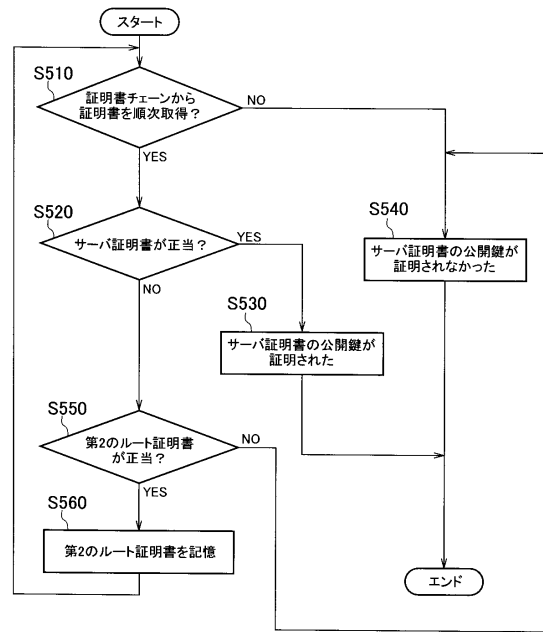 スタート
S510
証明書チェーンから
証明書を順次取得?
NO
YES
S520
サーバ証明書が正当?
YES
NO
S540
サーバ証明書の公開鍵が
証明されなかった
S530
サーバ証明書の公開鍵が
証明された
S550
第2のルート証明書
が正当?
NO
YES
S560
第2のルート証明書を記憶
エンド